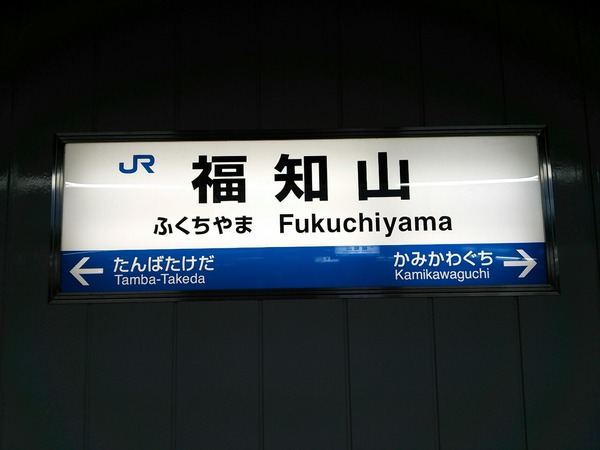 JR 福知山
ふくちやま Fukuchiyama
← たんばたけだ かみかわぐち →
Tamba-Takeda Kamikawaguchi